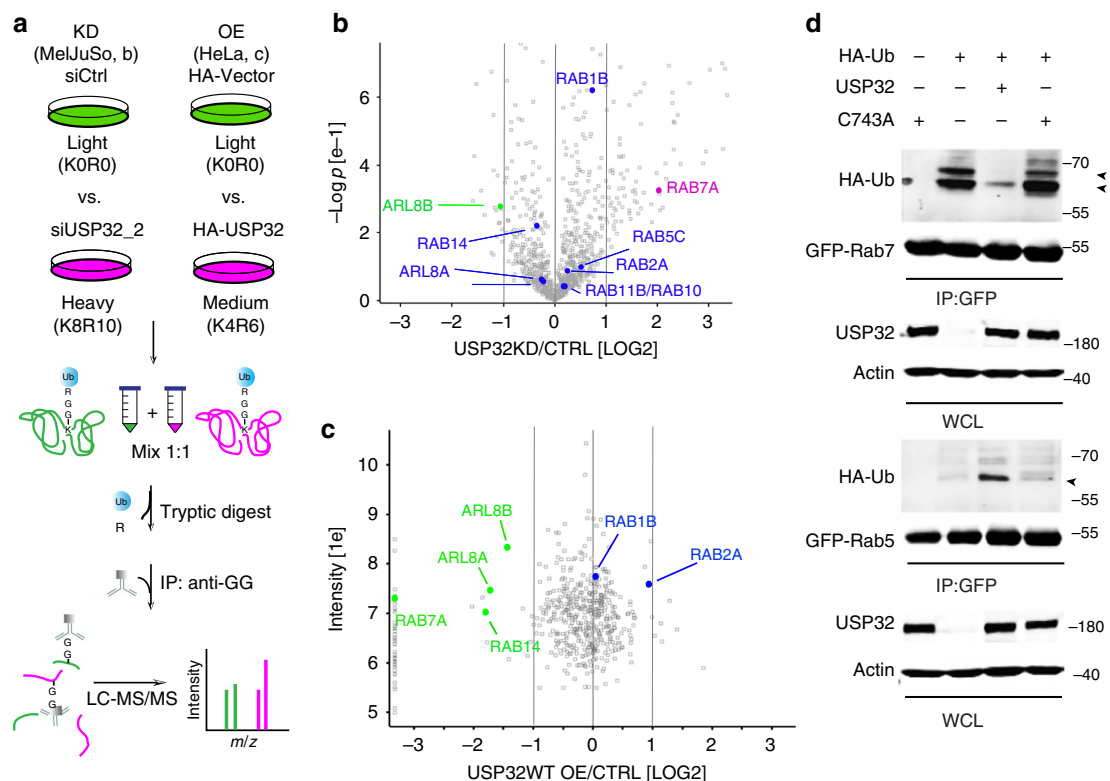 a
KD
(MelJuSo, b)
siCtrl
OE
(HeLa, c)
HA-Vector
Light
(K0R0)
Light
(K0R0)
vs.
vs.
siUSP32_2
HA-USP32
Heavy
(K8R10)
Medium
(K4R6)
Ub
R
G
G
K
+
Ub
R
G
G
K
Mix 1:1
Ub
R
Tryptic digest
IP: anti-GG
G
G
G
G
LC-MS/MS
Intensity
m/z
b
–Log p [e–1]
6
4
2
0
–3
–2
–1
0
1
2
3
USP32KD/CTRL [LOG2]
RAB1B
RAB7A
ARL8B
RAB14
ARL8A
RAB5C
RAB2A
RAB11B/RAB10
c
Intensity [1e]
10
9
8
7
6
5
–3
–2
–1
0
1
2
USP32WT OE/CTRL [LOG2]
ARL8B
ARL8A
RAB7A
RAB14
RAB1B
RAB2A
d
HA-Ub – + + +
USP32 – – + –
C743A + – – +
HA-Ub
–70
–55
GFP-Rab7
–55
IP:GFP
USP32
–180
Actin
–40
WCL
HA-Ub
–70
–55
GFP-Rab5
–55
IP:GFP
USP32
–180
Actin
–40
WCL